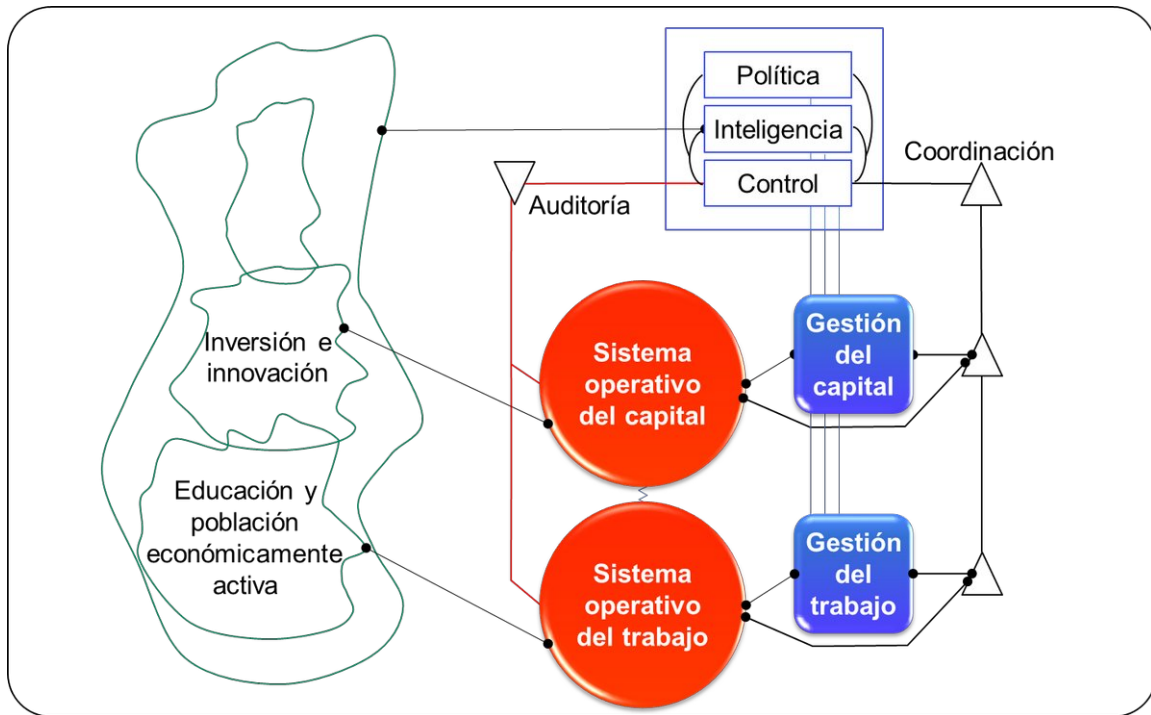 Política
Inteligencia
Control
Coordinación
Auditoría
Inversión e
innovación
Sistema
operativo
del capital
Gestión
del
capital
Educación y
población
económicamente
activa
Sistema
operativo
del trabajo
Gestión
del
trabajo